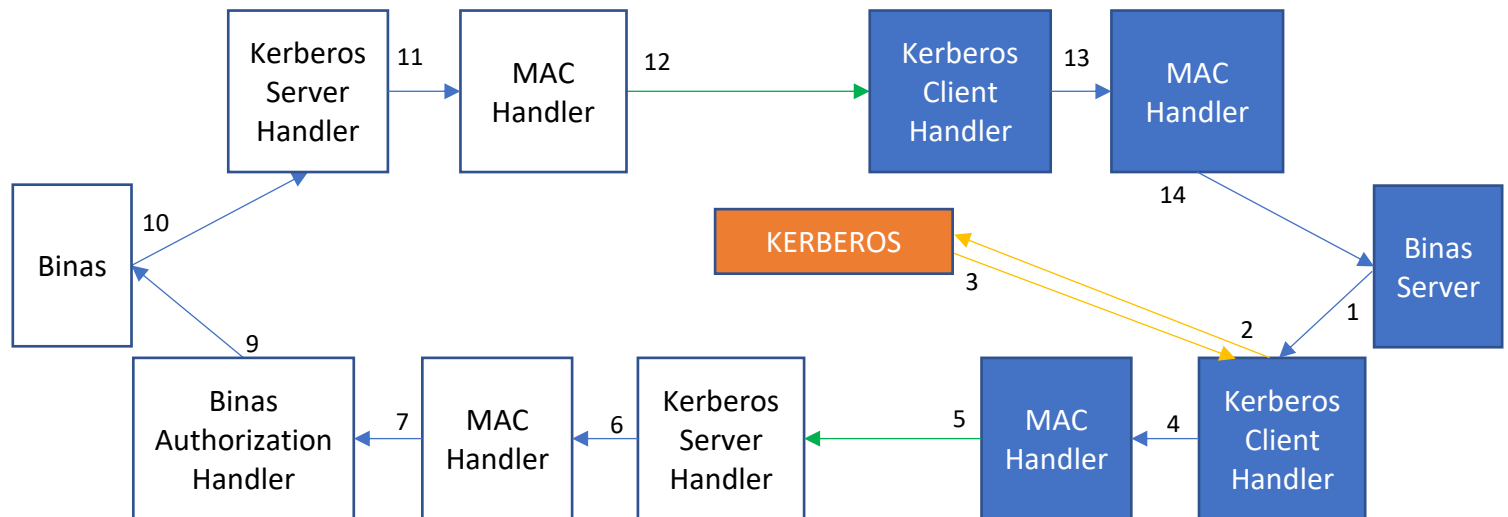 Kerberos
Server
Handler
11
MAC
Handler
12
Kerberos
Client
Handler
13
MAC
Handler
10
14
Binas
KERBEROS
3
Binas
Server
1
2
9
Binas
Authorization
Handler
7
MAC
Handler
6
Kerberos
Server
Handler
5
MAC
Handler
4
Kerberos
Client
Handler